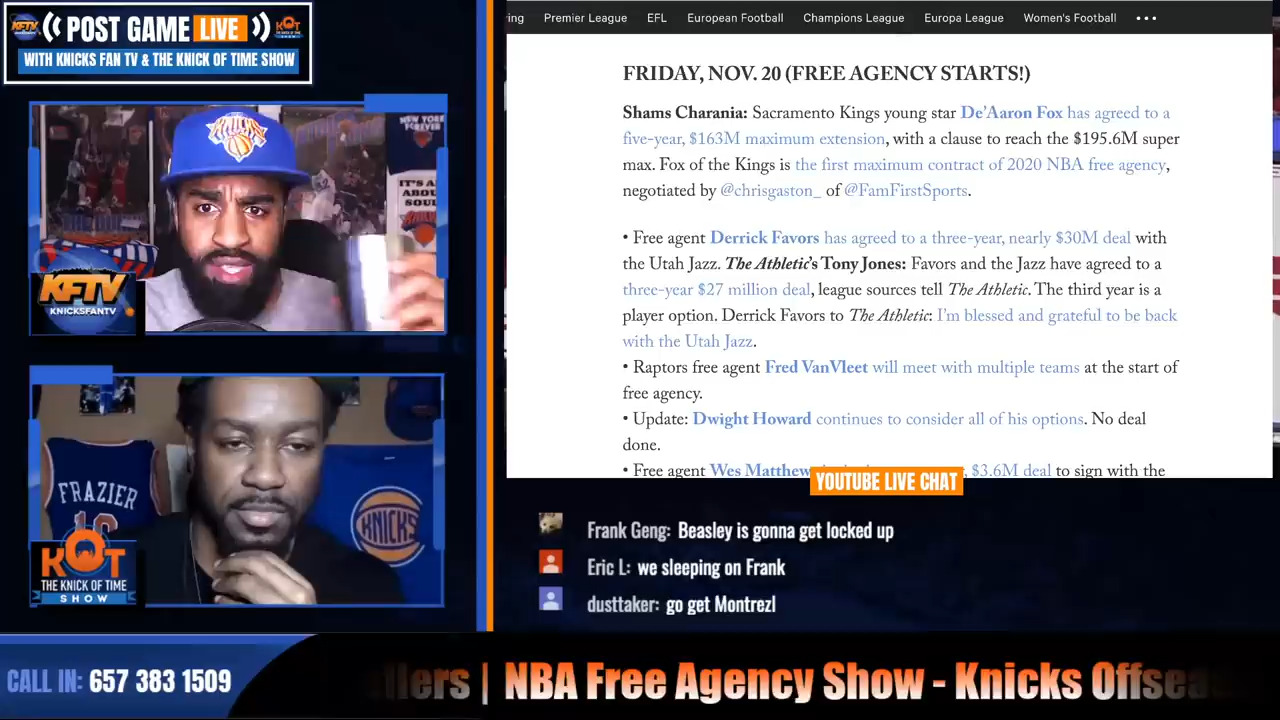 KFTV
POST GAME LIVE
KOT
WITH KNICKS FAN TV & THE KNICK OF TIME SHOW
NEW YORK
FOREVER
KNICKS
IT'S A
ABOU
SOUL
KFTV
KNICKSFANTV
FRAZIER
KNICKS
KOT
THE KNICK OF TIME
SHOW
ing Premier League EFL European Football Champions League Europa League Women's Football •••
FRIDAY, NOV. 20 (FREE AGENCY STARTS!)
Shams Charania: Sacramento Kings young star De'Aaron Fox has agreed to a
five-year, $163M maximum extension, with a clause to reach the $195.6M super
max. Fox of the Kings is the first maximum contract of 2020 NBA free agency,
negotiated by @chrisgaston_ of @FamFirstSports.
• Free agent Derrick Favors has agreed to a three-year, nearly $30M deal with
the Utah Jazz. The Athletic's Tony Jones: Favors and the Jazz have agreed to a
three-year $27 million deal, league sources tell The Athletic. The third year is a
player option. Derrick Favors to The Athletic: I'm blessed and grateful to be back
with the Utah Jazz.
• Raptors free agent Fred VanVleet will meet with multiple teams at the start of
free agency.
• Update: Dwight Howard continues to consider all of his options. No deal
done.
• Free agent Wes Matthew , $3.6M deal to sign with the
YOUTUBE LIVE CHAT
Frank Geng: Beasley is gonna get locked up
Eric L: we sleeping on Frank
dusttaker: go get Montrezl
CALL IN: 657 383 1509
llers | NBA Free Agency Show - Knicks Offsea